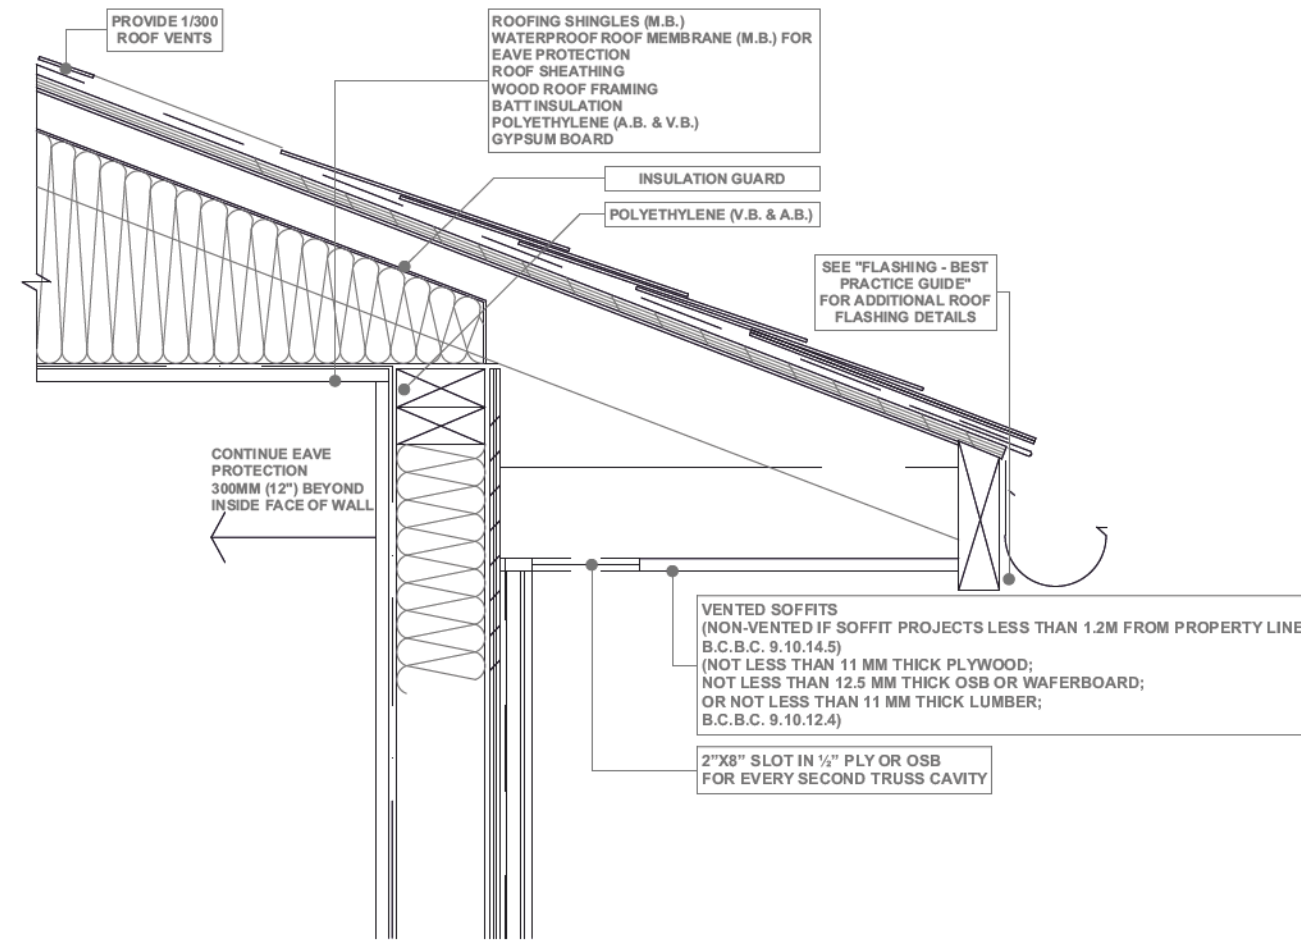 PROVIDE 1/300
ROOF VENTS
ROOFING SHINGLES (M.B.)
WATERPROOF ROOF MEMBRANE (M.B.) FOR
EAVE PROTECTION
ROOF SHEATHING
WOOD ROOF FRAMING
BATT INSULATION
POLYETHYLENE (A.B. & V.B.)
GYPSUM BOARD
INSULATION GUARD
POLYETHYLENE (V.B. & A.B.)
SEE "FLASHING - BEST
PRACTICE GUIDE"
FOR ADDITIONAL ROOF
FLASHING DETAILS
CONTINUE EAVE
PROTECTION
300MM (12") BEYOND
INSIDE FACE OF WALL
VENTED SOFFITS
(NON-VENTED IF SOFFIT PROJECTS LESS THAN 1.2M FROM PROPERTY LINE
B.C.B.C. 9.10.14.5)
(NOT LESS THAN 11 MM THICK PLYWOOD;
NOT LESS THAN 12.5 MM THICK OSB OR WAFERBOARD;
OR NOT LESS THAN 11 MM THICK LUMBER;
B.C.B.C. 9.10.12.4)
2”X8” SLOT IN ½” PLY OR OSB
FOR EVERY SECOND TRUSS CAVITY